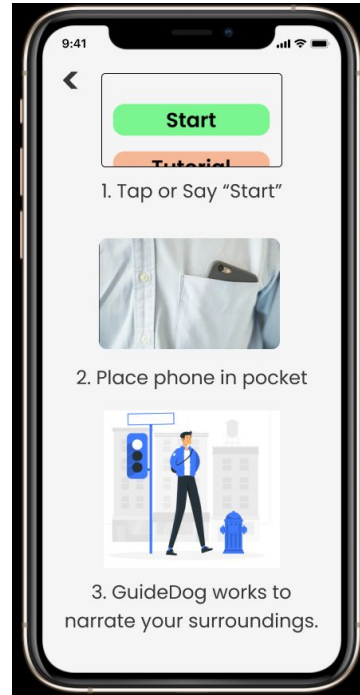 9:41
Start
Tutorial
1. Tap or Say “Start”
2. Place phone in pocket
3. GuideDog works to
narrate your surroundings.